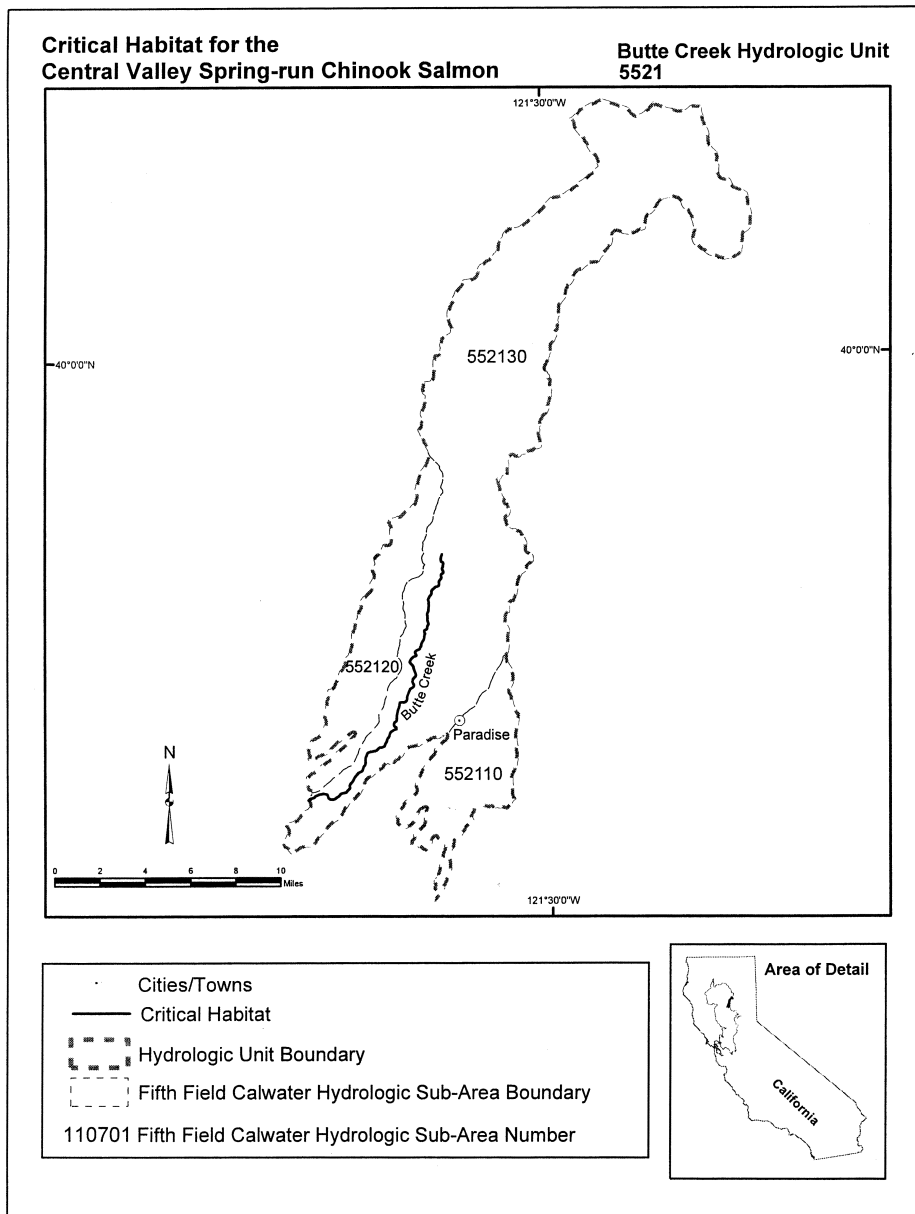 Critical Habitat for the
Central Valley Spring-run Chinook Salmon
Butte Creek Hydrologic Unit
5521
121°30'0"W
40°0'0"N
40°0'0"N
552130
552120
Butte Creek
Paradise
552110
N
0 2 4 6 8 10
Miles
121°30'0"W
Cities/Towns
Critical Habitat
Hydrologic Unit Boundary
Fifth Field Calwater Hydrologic Sub-Area Boundary
110701 Fifth Field Calwater Hydrologic Sub-Area Number
Area of Detail
California